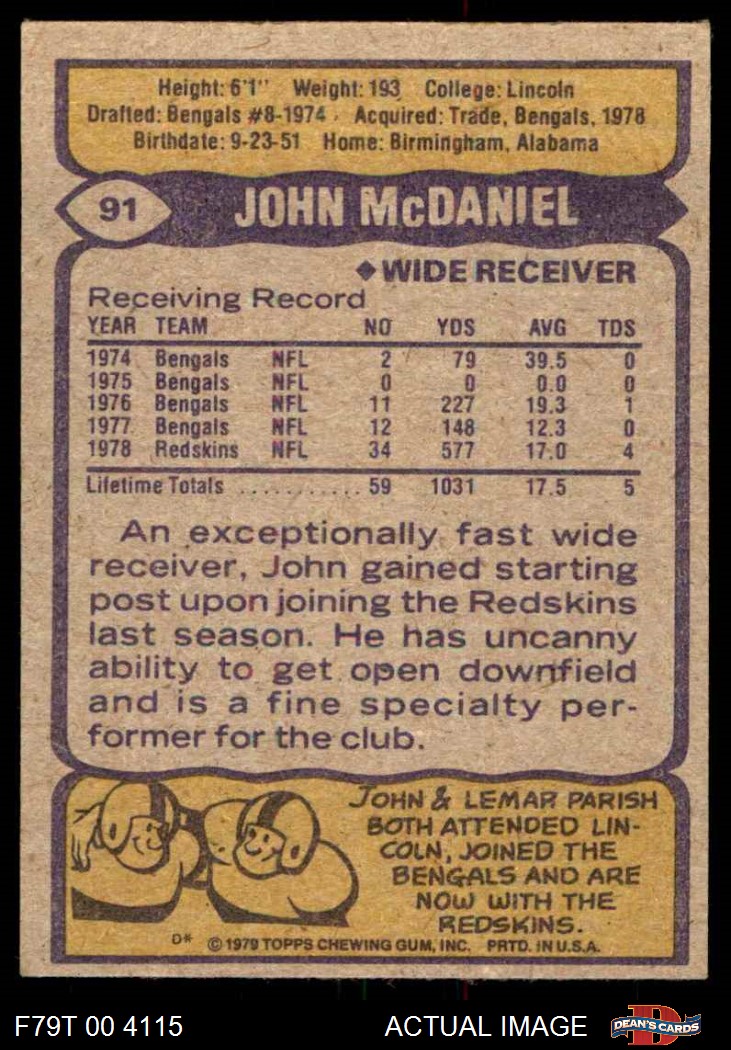 Height: 6'1" Weight: 193 College: Lincoln
Drafted: Bengals #8-1974 Acquired: Trade, Bengals, 1978
Birthdate: 9-23-51 Home: Birmingham, Alabama
91 JOHN McDANIEL
◆WIDE RECEIVER
Receiving Record
YEAR TEAM NO YDS AVG TDS
1974 Bengals NFL 2 79 39.5 0
1975 Bengals NFL 0 0 0.0 0
1976 Bengals NFL 11 227 19.3 1
1977 Bengals NFL 12 148 12.3 0
1978 Redskins NFL 34 577 17.0 4
Lifetime Totals ........... 59 1031 17.5 5
An exceptionally fast wide
receiver, John gained starting
post upon joining the Redskins
last season. He has uncanny
ability to get open downfield
and is a fine specialty per-
former for the club.
JOHN & LEMAR PARISH
BOTH ATTENDED LIN-
COLN, JOINED THE
BENGALS AND ARE
NOW WITH THE
REDSKINS.
D* © 1979 TOPPS CHEWING GUM, INC. PRTD. IN U.S.A.
F79T 00 4115 ACTUAL IMAGE D DEAN'S CARDS